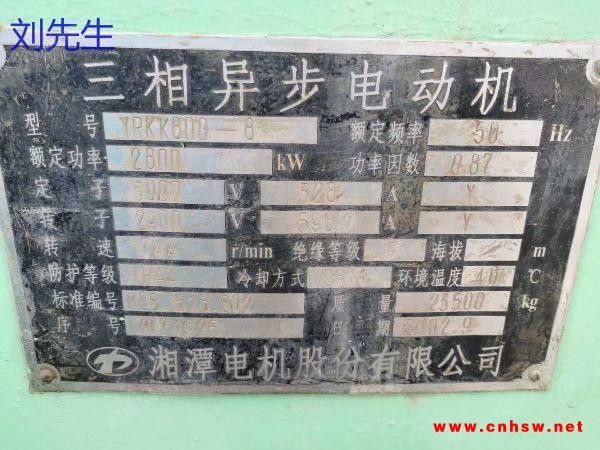 刘先生
三相异步电动机
型号 YRKK800-8 额定频率 50 Hz
额定功率 2800 kW 功率因数 0.87
定子 6000 V 328 A Y
转子 V A Y
转速 744 r/min 绝缘等级 海拔 m
防护等级 IP44 冷却方式 环境温度 40 ℃
标准编号 质量 23500 kg
序号 日期 2002.9
湘潭电机股份有限公司
www.cnhsw.net